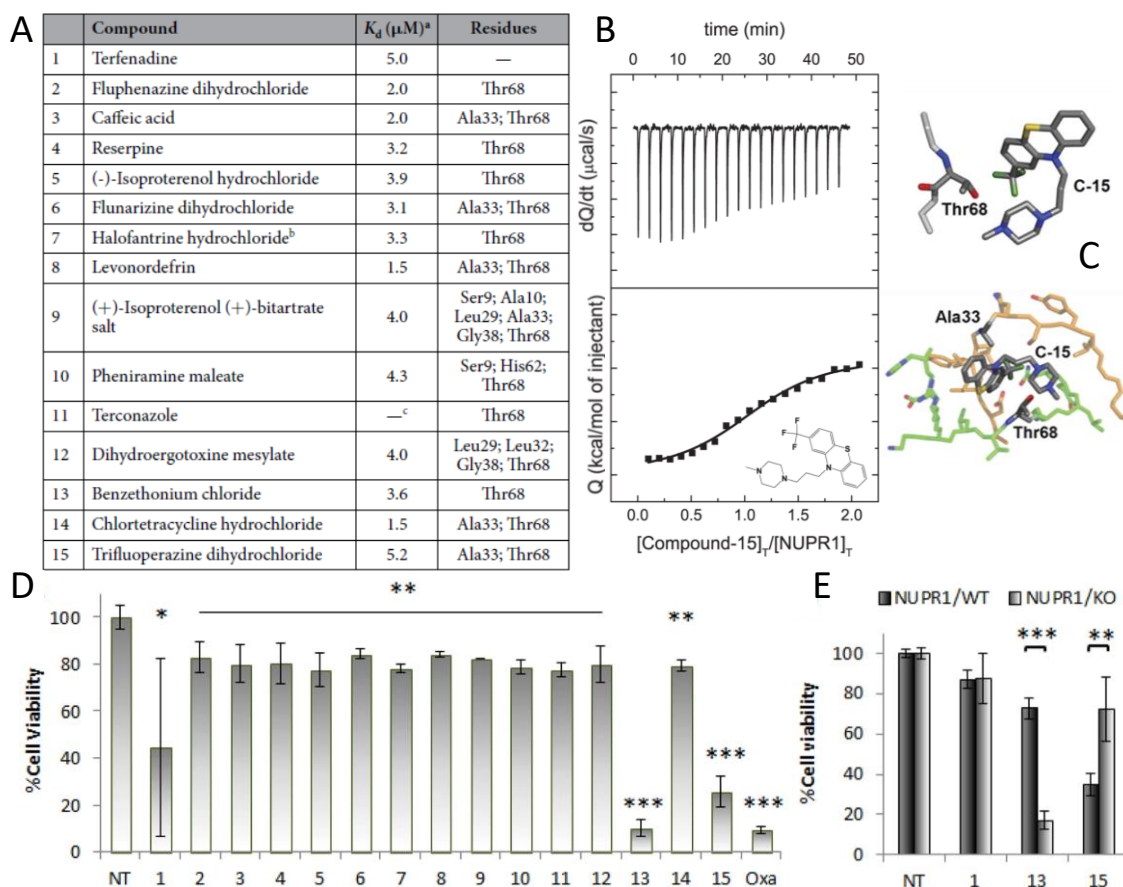 A
Compound Kd (μM)ᵃ Residues
1 Terfenadine 5.0 —
2 Fluphenazine dihydrochloride 2.0 Thr68
3 Caffeic acid 2.0 Ala33; Thr68
4 Reserpine 3.2 Thr68
5 (-)-Isoproterenol hydrochloride 3.9 Thr68
6 Flunarizine dihydrochloride 3.1 Ala33; Thr68
7 Halofantrine hydrochlorideᵇ 3.3 Thr68
8 Levonordefrin 1.5 Ala33; Thr68
9 (+)-Isoproterenol (+)-bitartrate
salt 4.0 Ser9; Ala10;
Leu29; Ala33;
Gly38; Thr68
10 Pheniramine maleate 4.3 Ser9; His62;
Thr68
11 Terconazole —ᶜ Thr68
12 Dihydroergotoxine mesylate 4.0 Leu29; Leu32;
Gly38; Thr68
13 Benzethonium chloride 3.6 Thr68
14 Chlortetracycline hydrochloride 1.5 Ala33; Thr68
15 Trifluoperazine dihydrochloride 5.2 Ala33; Thr68
B
time (min)
0 10 20 30 40 50
dQ/dt (μcal/s)
Q (kcal/mol of injectant)
F
F
F
S
N
N
N
0.0 0.5 1.0 1.5 2.0
[Compound-15]T/[NUPR1]T
C
C-15
Thr68
Ala33
C-15
Thr68
D
%Cell Viability
100
80
60
40
20
0
* ** ** *** *** ***
NT 1 2 3 4 5 6 7 8 9 10 11 12 13 14 15 Oxa
E
NUPR1/WT NUPR1/KO
%Cell viability
100
80
60
40
20
0
*** **
NT 1 13 15